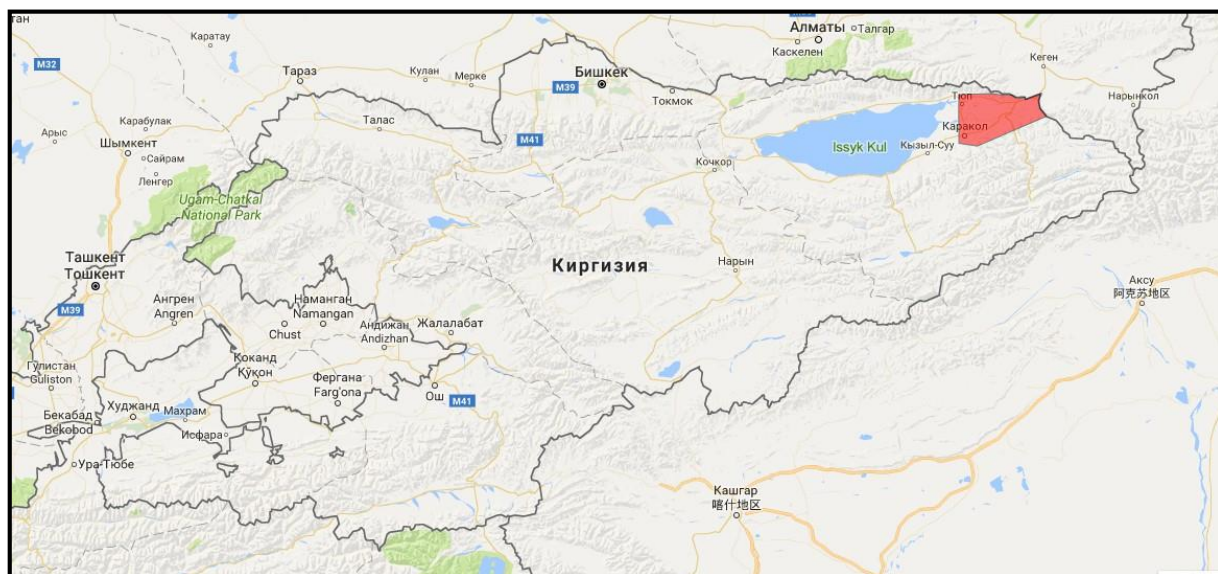 тан
Каратау
M32
Тараз
Кулан
Мерке
M39
Бишкек
Токмок
Алматы
Талгар
Каскелен
Кеген
Нарынкол
Тюп
Каракол
Кызыл-Суу
Issyk Kul
Кочкор
Талас
M41
Арыс
Карабулак
Шымкент
Сайрам
Ленгер
Ugam-Chatkal
National Park
Киргизия
Нарын
Аксу
阿克苏地区
Ташкент
Тошкент
M39
Ангрен
Angren
Наманган
Namangan
Chust
Андижан
Andizhan
Жалалабат
Гулистан
Guliston
Коканд
Қўқон
Фергана
Farg'ona
Ош
M41
Бекабад
Bekobod
Худжанд
Махрам
Исфара
Ура-Тюбе
Кашгар
喀什地区